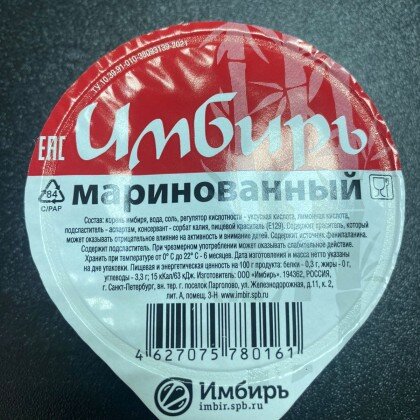 ТУ 10.39.91-010-38093139-2021
Имбирь
EAC
маринованный
84
C/PAP
Состав: корень имбиря, вода, соль, регулятор кислотности - уксусная кислота, лимонная кислота,
подсластитель - аспартам, консервант - сорбат калия, пищевой краситель (Е129). Содержит краситель, который
может оказывать отрицательное влияние на активность и внимание детей. Содержит источник фенилаланина.
Содержит подсластитель. При чрезмерном употреблении может оказывать слабительное действие.
Хранить при температуре от 0° С до 22° С - 6 месяцев. Дата изготовления и масса нетто указаны
на дне упаковки. Пищевая и энергетическая ценность на 100 г продукта: белки - 0,3 г, жиры - 0 г,
углеводы - 3,3 г; 15 кКал/63 кДж. Изготовитель: ООО «Имбирь». 194362, РОССИЯ,
г. Санкт-Петербург, вн. тер. г. поселок Парголово, ул. Железнодорожная, д.11, к. 2,
лит. А, помещ. 3-Н www.imbir.spb.ru
4 627075 780161
Имбирь
imbir.spb.ru